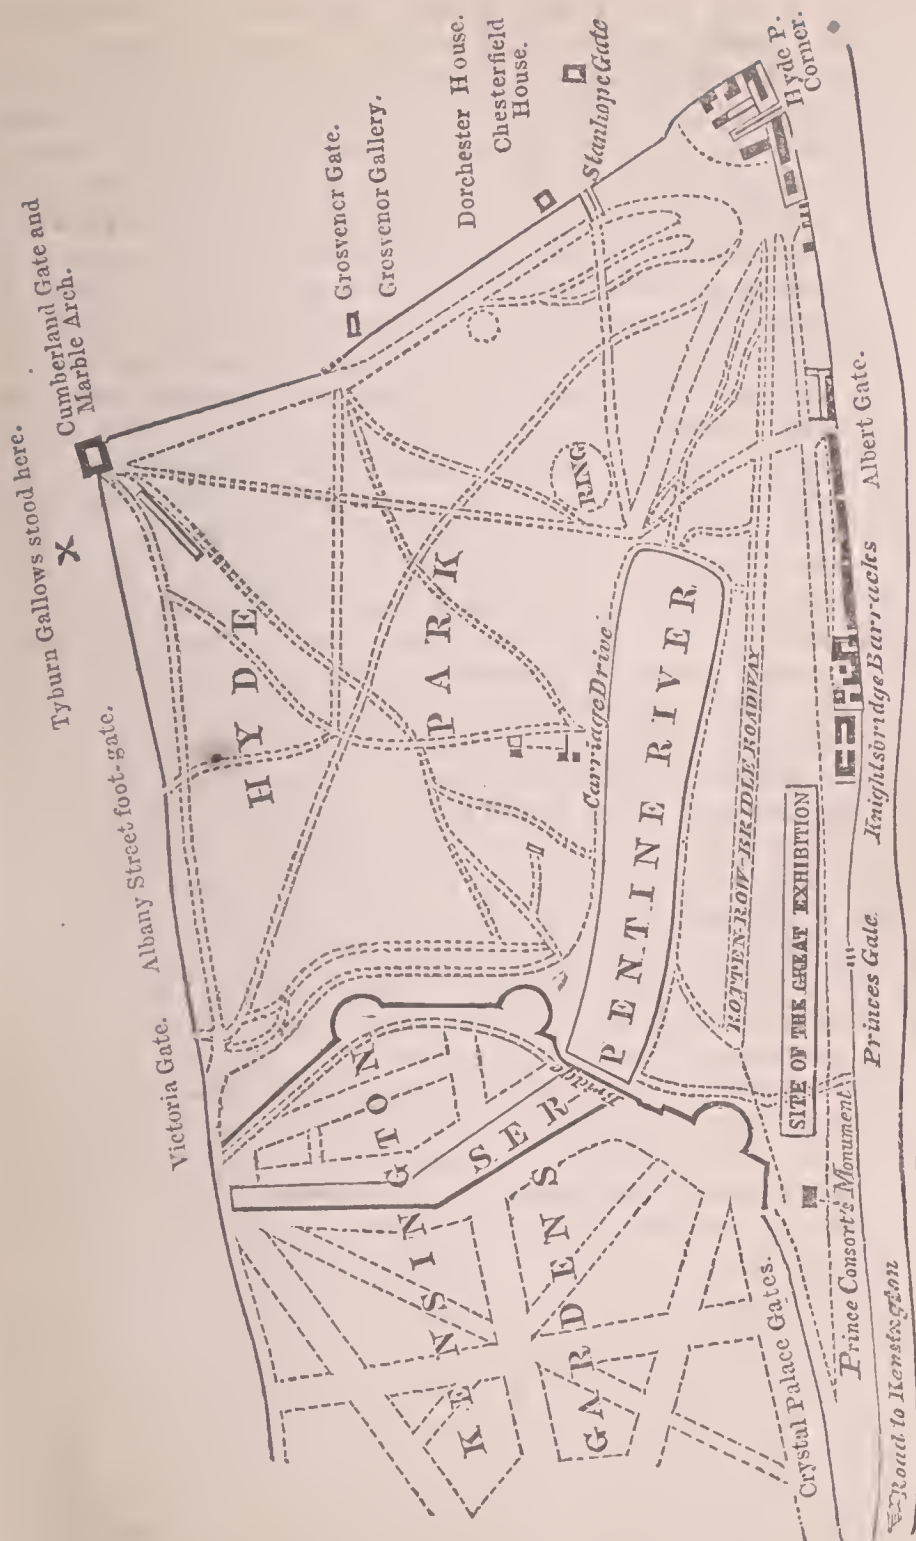 Tyburn Gallows stood here.
Cumberland Gate and
Marble Arch.
Albany Street foot-gate.
Victoria Gate.
Grosvenor Gate.
Grosvenor Gallery.
Dorchester House.
Chesterfield
House.
Stanhope Gate
Hyde P.
Corner.
HYDE
PARK
RING
Carriage Drive
SERPENTINE RIVER
Bridge
KENSINGTON
GARDENS
ROTTEN ROW-BRIDLE ROADWAY
SITE OF THE GREAT EXHIBITION
Albert Gate.
Knightsbridge Barracks
Princes Gate.
Prince Consort's Monument
Crystal Palace Gates.
Road to Kensington